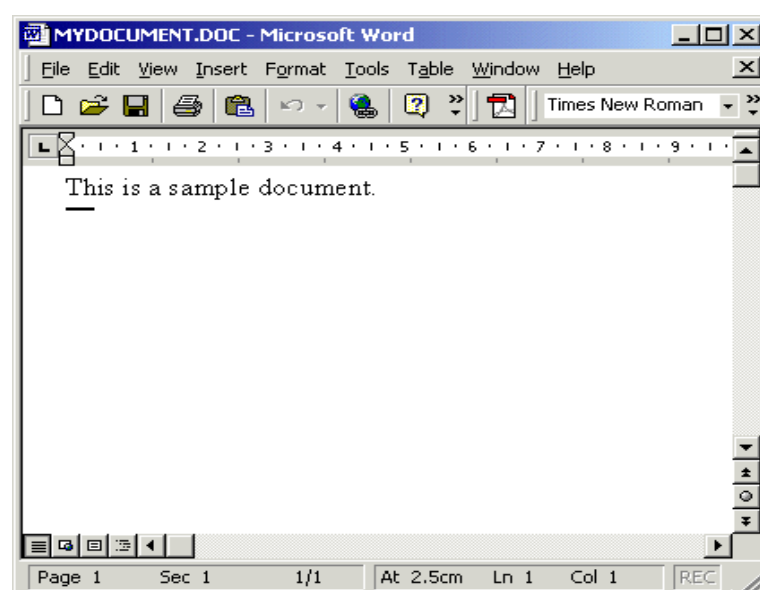 MYDOCUMENT.DOC - Microsoft Word
File Edit View Insert Format Tools Table Window Help
Times New Roman
1 2 3 4 5 6 7 8 9
This is a sample document.
Page 1 Sec 1 1/1 At 2.5cm Ln 1 Col 1 REC